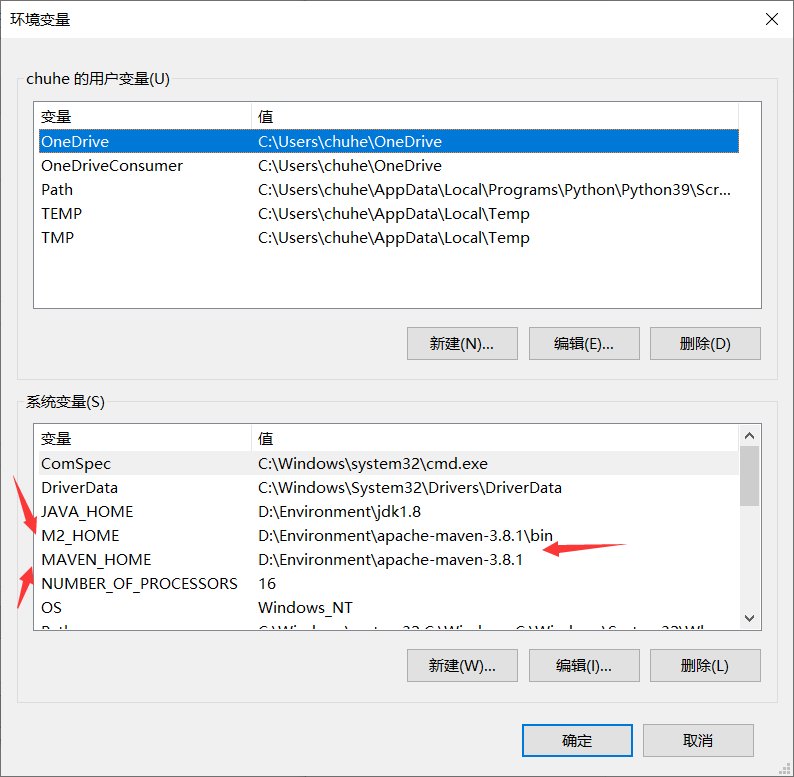 环境变量
chuhe 的用户变量(U)
变量 值
OneDrive C:\Users\chuhe\OneDrive
OneDriveConsumer C:\Users\chuhe\OneDrive
Path C:\Users\chuhe\AppData\Local\Programs\Python\Python39\Scr...
TEMP C:\Users\chuhe\AppData\Local\Temp
TMP C:\Users\chuhe\AppData\Local\Temp
新建(N)... 编辑(E)... 删除(D)
系统变量(S)
变量 值
ComSpec C:\Windows\system32\cmd.exe
DriverData C:\Windows\System32\Drivers\DriverData
JAVA_HOME D:\Environment\jdk1.8
M2_HOME D:\Environment\apache-maven-3.8.1\bin
MAVEN_HOME D:\Environment\apache-maven-3.8.1
NUMBER_OF_PROCESSORS 16
OS Windows_NT
新建(W)... 编辑(I)... 删除(L)
确定 取消